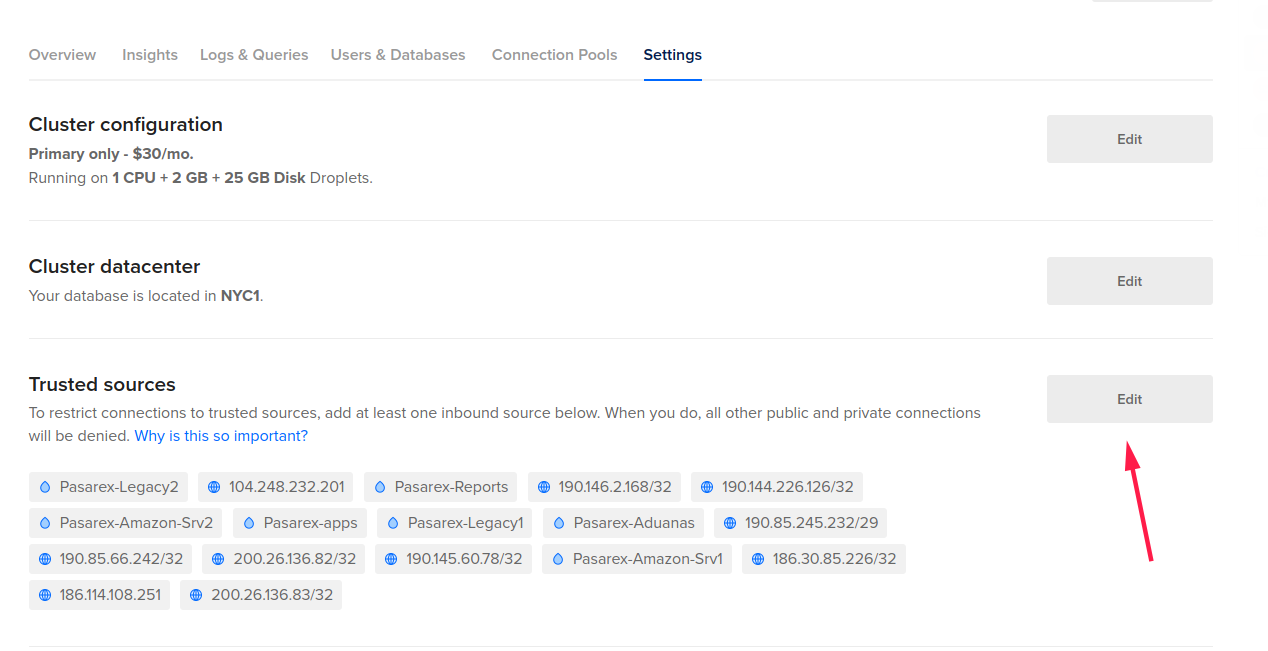 Overview Insights Logs & Queries Users & Databases Connection Pools Settings
Cluster configuration
Edit
Primary only - $30/mo.
Running on 1 CPU + 2 GB + 25 GB Disk Droplets.
Cluster datacenter
Edit
Your database is located in NYC1.
Trusted sources
Edit
To restrict connections to trusted sources, add at least one inbound source below. When you do, all other public and private connections
will be denied. Why is this so important?
Pasarex-Legacy2 104.248.232.201 Pasarex-Reports 190.146.2.168/32 190.144.226.126/32
Pasarex-Amazon-Srv2 Pasarex-apps Pasarex-Legacy1 Pasarex-Aduanas 190.85.245.232/29
190.85.66.242/32 200.26.136.82/32 190.145.60.78/32 Pasarex-Amazon-Srv1 186.30.85.226/32
186.114.108.251 200.26.136.83/32